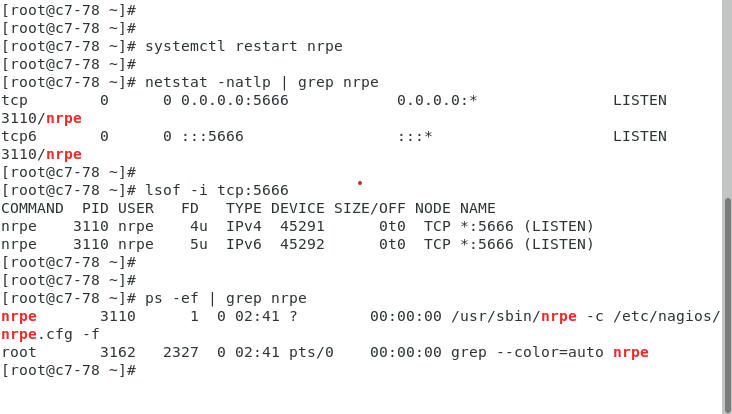 [root@c7-78 ~]#
[root@c7-78 ~]#
[root@c7-78 ~]# systemctl restart nrpe
[root@c7-78 ~]#
[root@c7-78 ~]# netstat -natlp | grep nrpe
tcp        0      0 0.0.0.0:5666            0.0.0.0:*               LISTEN
3110/nrpe
tcp6       0      0 :::5666                 :::*                    LISTEN
3110/nrpe
[root@c7-78 ~]#
[root@c7-78 ~]# lsof -i tcp:5666
COMMAND  PID USER   FD   TYPE DEVICE SIZE/OFF NODE NAME
nrpe    3110 nrpe    4u  IPv4  45291      0t0  TCP *:5666 (LISTEN)
nrpe    3110 nrpe    5u  IPv6  45292      0t0  TCP *:5666 (LISTEN)
[root@c7-78 ~]#
[root@c7-78 ~]#
[root@c7-78 ~]# ps -ef | grep nrpe
nrpe       3110      1  0 02:41 ?        00:00:00 /usr/sbin/nrpe -c /etc/nagios/
nrpe.cfg -f
root       3162   2327  0 02:41 pts/0    00:00:00 grep --color=auto nrpe
[root@c7-78 ~]#